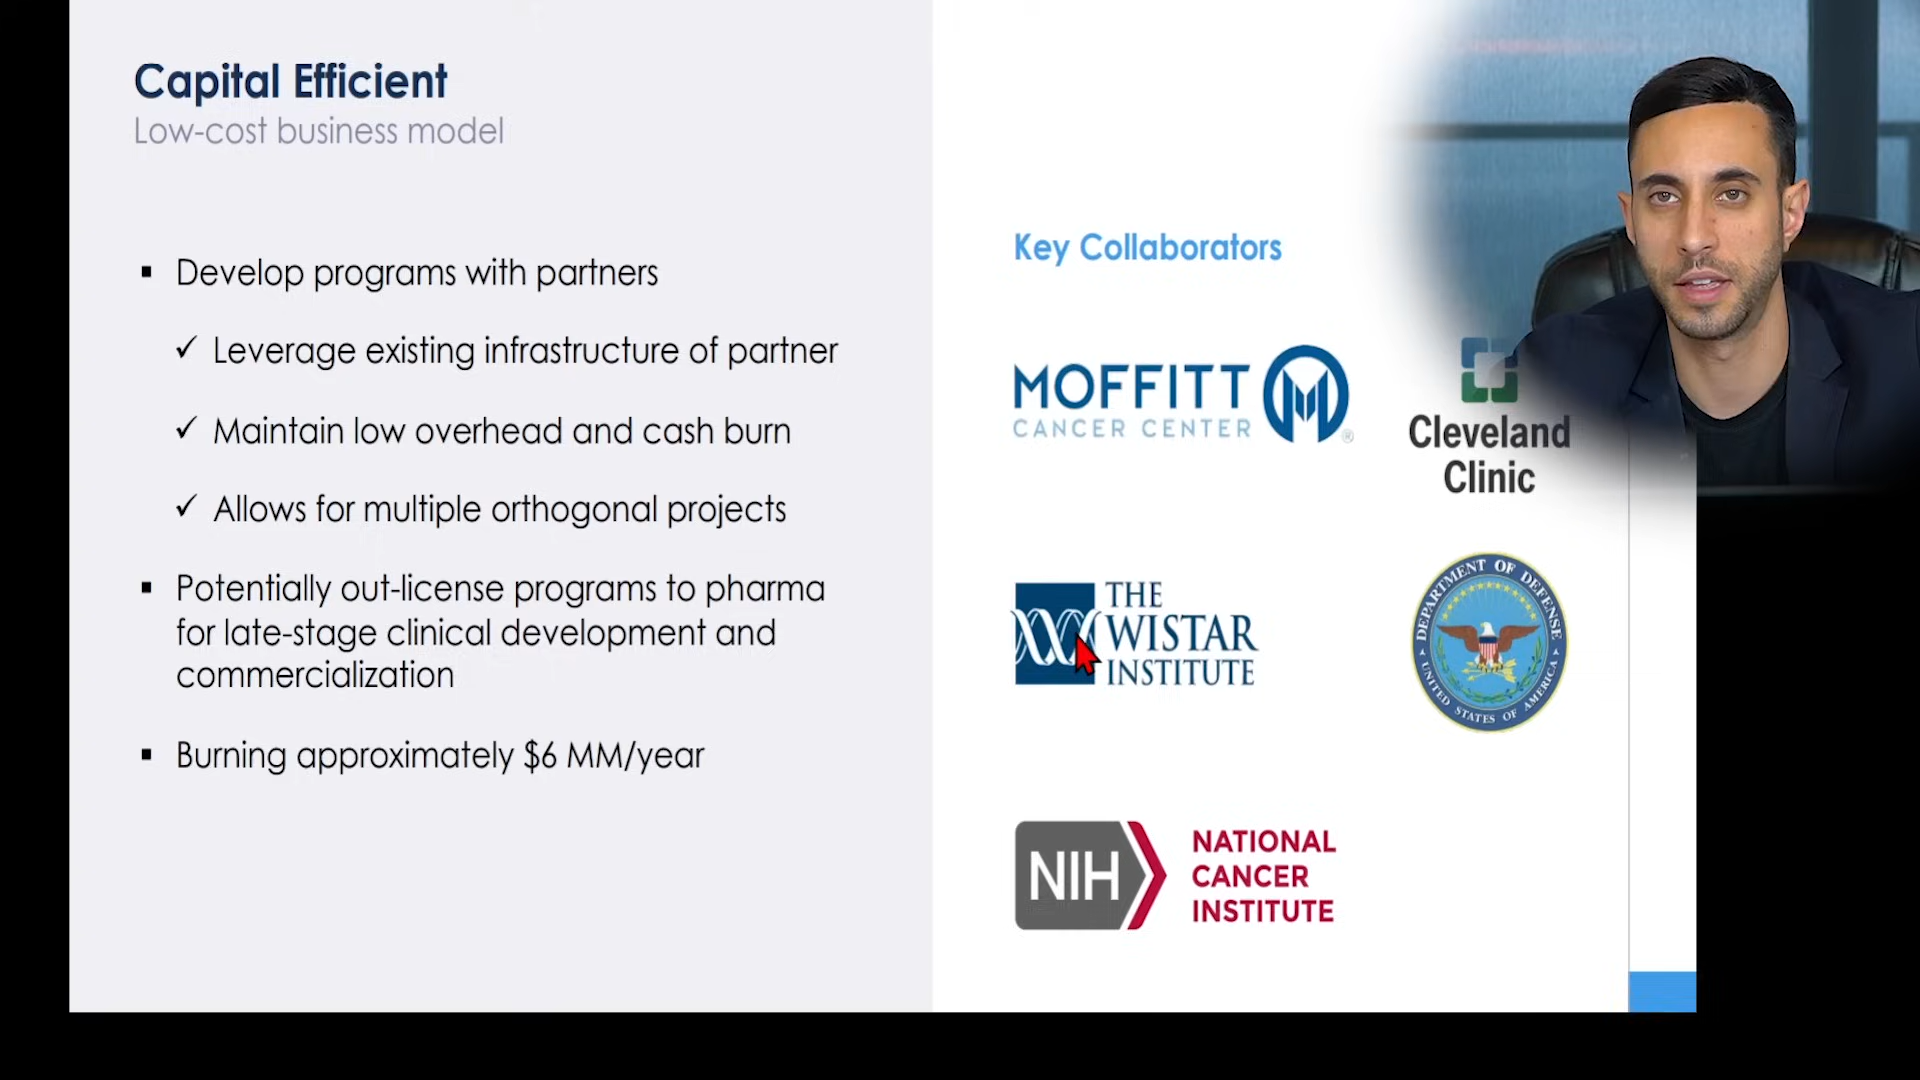 Capital Efficient
Low-cost business model
▪ Develop programs with partners
✓ Leverage existing infrastructure of partner
✓ Maintain low overhead and cash burn
✓ Allows for multiple orthogonal projects
▪ Potentially out-license programs to pharma
for late-stage clinical development and
commercialization
▪ Burning approximately $6 MM/year
Key Collaborators
MOFFITT
CANCER CENTER
®
Cleveland
Clinic
THE
WISTAR
INSTITUTE
DEPARTMENT OF DEFENSE
UNITED STATES OF AMERICA
NIH
NATIONAL
CANCER
INSTITUTE